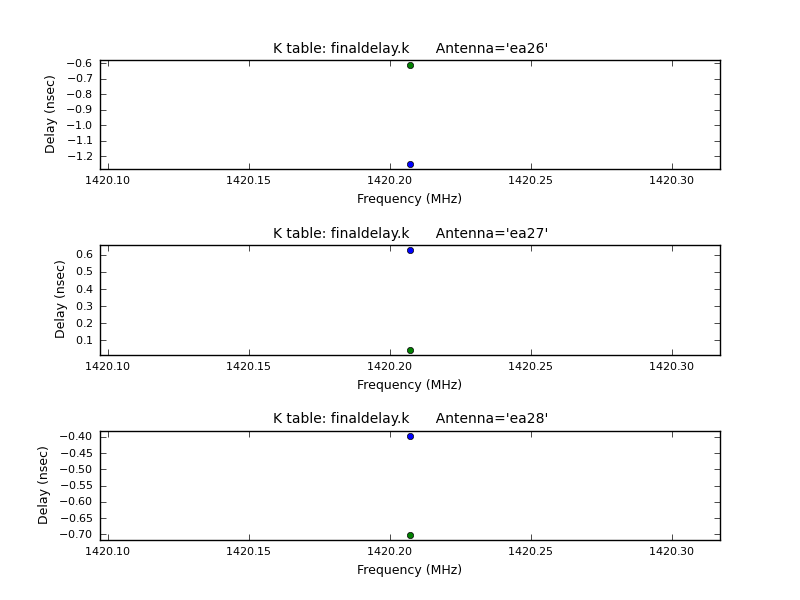 K table: finaldelay.k Antenna='ea26'
Delay (nsec)
−0.6
−0.7
−0.8
−0.9
−1.0
−1.1
−1.2
1420.10 1420.15 1420.20 1420.25 1420.30
Frequency (MHz)
K table: finaldelay.k Antenna='ea27'
Delay (nsec)
0.6
0.5
0.4
0.3
0.2
0.1
1420.10 1420.15 1420.20 1420.25 1420.30
Frequency (MHz)
K table: finaldelay.k Antenna='ea28'
Delay (nsec)
−0.40
−0.45
−0.50
−0.55
−0.60
−0.65
−0.70
1420.10 1420.15 1420.20 1420.25 1420.30
Frequency (MHz)